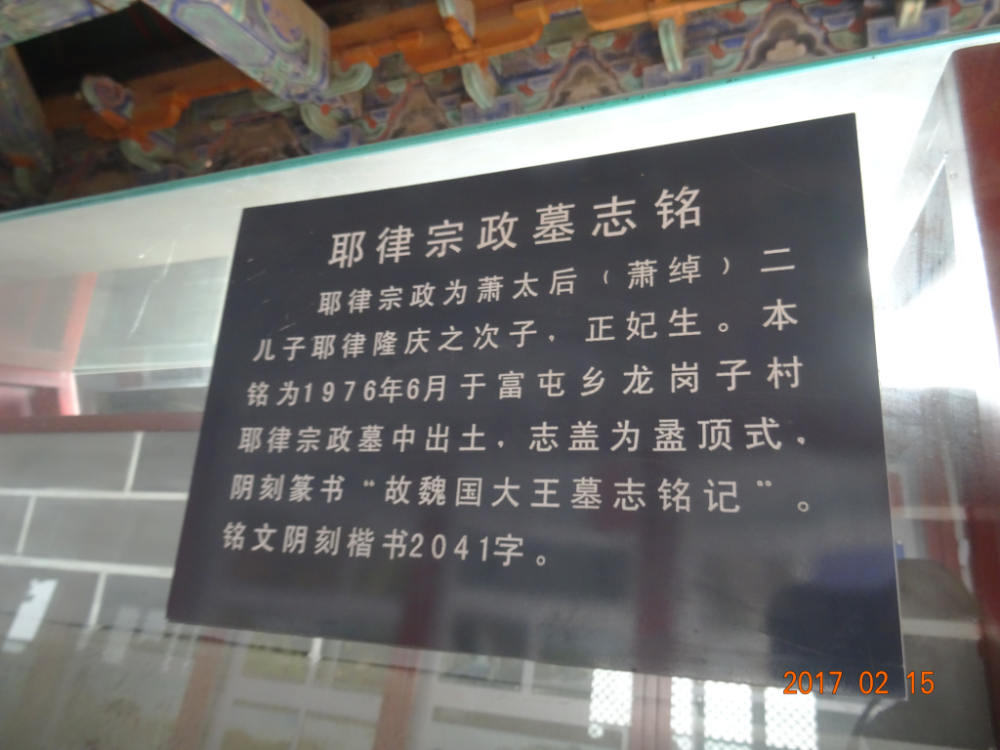 耶律宗政墓志铭
耶律宗政为萧太后（萧绰）二
儿子耶律隆庆之次子，正妃生。本
铭为1976年6月于富屯乡龙岗子村
耶律宗政墓中出土，志盖为盝顶式，
阴刻篆书“故魏国大王墓志铭记”。
铭文阴刻楷书2041字。
2017 02 15